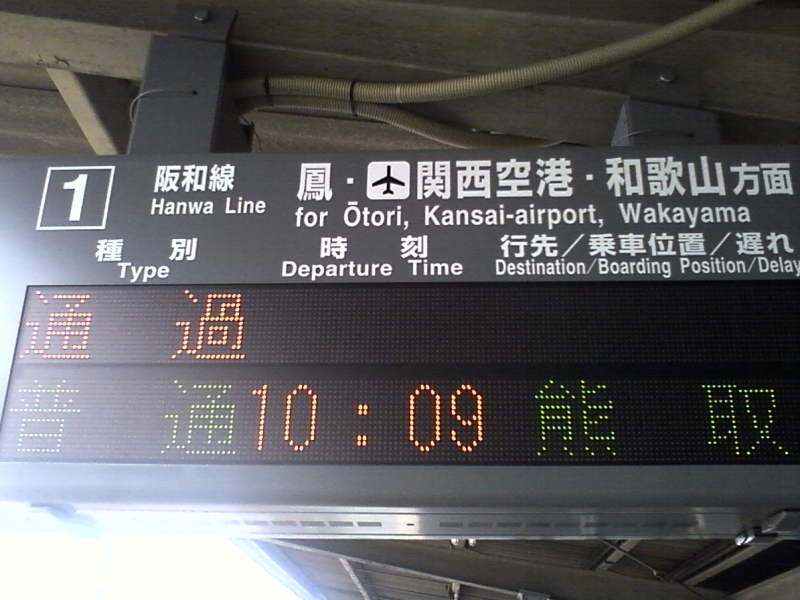 1 阪和線 鳳・関西空港・和歌山方面
Hanwa Line for Ōtori, Kansai-airport, Wakayama
種別 時刻 行先／乗車位置／遅れ
Type Departure Time Destination/Boarding Position/Delay
通過
普通 10:09 熊取